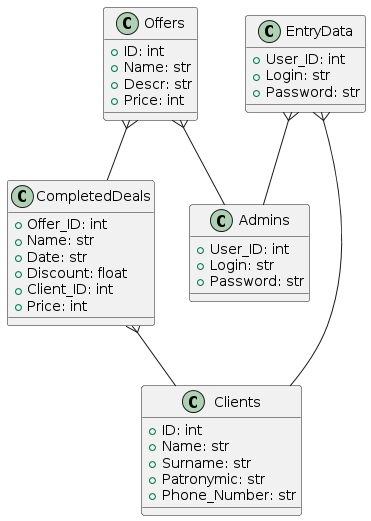 C Offers
ID: int
Name: str
Descr: str
Price: int
C EntryData
User_ID: int
Login: str
Password: str
C CompletedDeals
Offer_ID: int
Name: str
Date: str
Discount: float
Client_ID: int
Price: int
C Admins
User_ID: int
Login: str
Password: str
C Clients
ID: int
Name: str
Surname: str
Patronymic: str
Phone_Number: str